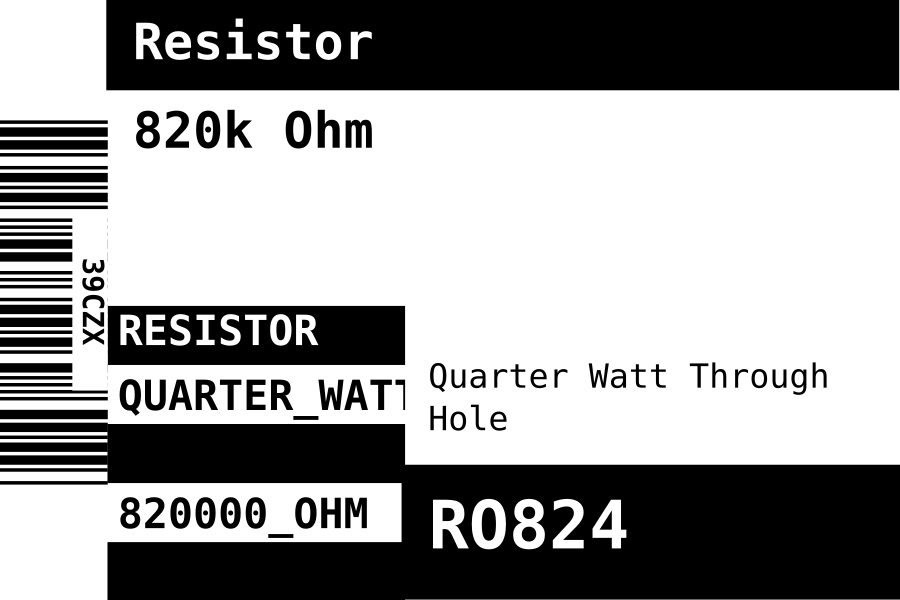 Resistor
820k Ohm
39CZX
RESISTOR
QUARTER_WATT
820000_OHM
Quarter Watt Through
Hole
RO824